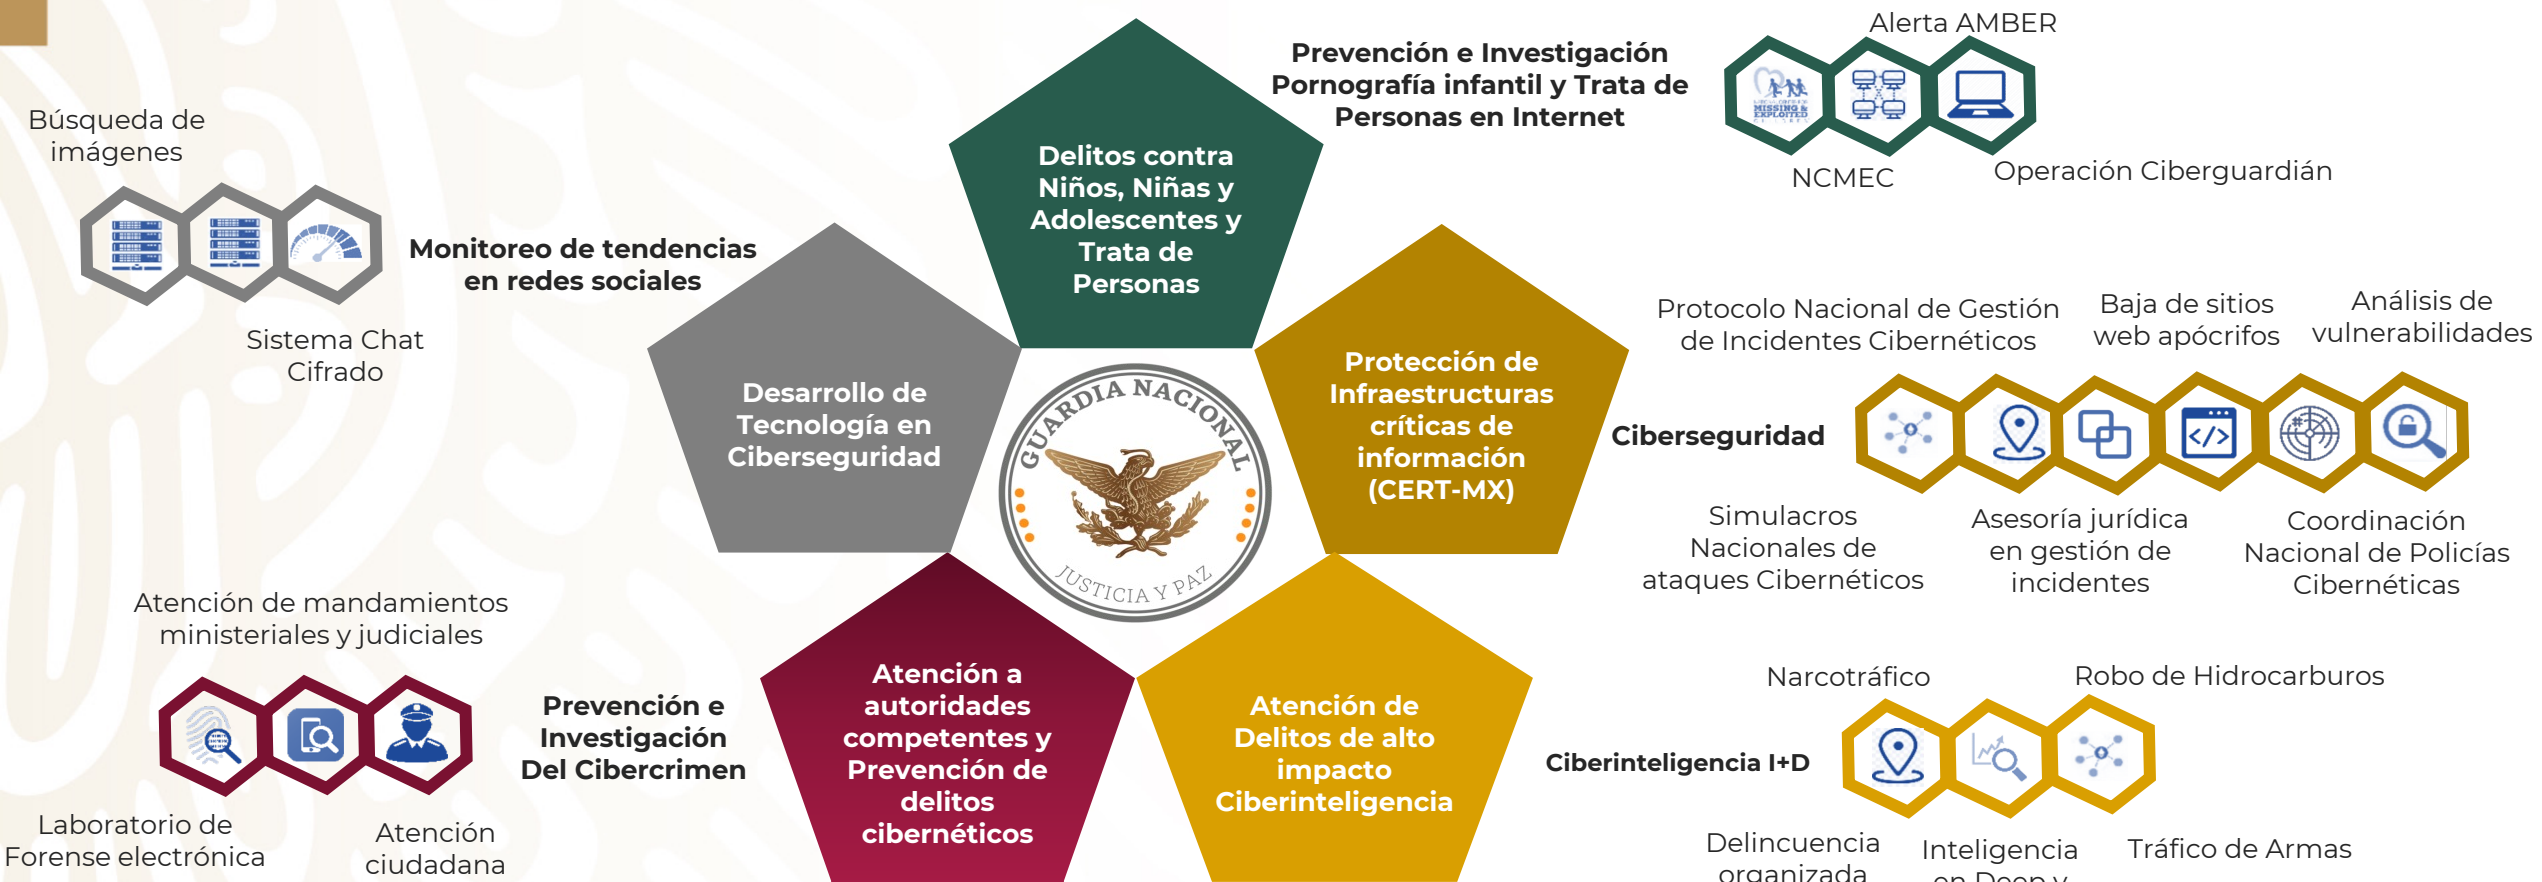 Alerta AMBER
Prevención e Investigación
Pornografía infantil y Trata de
Personas en Internet
MISSING &
EXPLOITED
NCMEC
Operación Ciberguardián
Búsqueda de
imágenes
Monitoreo de tendencias
en redes sociales
Sistema Chat
Cifrado
Delitos contra
Niños, Niñas y
Adolescentes y
Trata de
Personas
Desarrollo de
Tecnología en
Ciberseguridad
GUARDIA NACIONAL
JUSTICIA Y PAZ
Protección de
Infraestructuras
críticas de
información
(CERT-MX)
Protocolo Nacional de Gestión
de Incidentes Cibernéticos
Baja de sitios
web apócrifos
Análisis de
vulnerabilidades
Ciberseguridad
</>
Simulacros
Nacionales de
ataques Cibernéticos
Asesoría jurídica
en gestión de
incidentes
Coordinación
Nacional de Policías
Cibernéticas
Atención de mandamientos
ministeriales y judiciales
Prevención e
Investigación
Del Cibercrimen
Laboratorio de
Forense electrónica
Atención
ciudadana
Atención a
autoridades
competentes y
Prevención de
delitos
cibernéticos
Atención de
Delitos de alto
impacto
Ciberinteligencia
Narcotráfico
Robo de Hidrocarburos
Ciberinteligencia I+D
Delincuencia
organizada
Inteligencia
en Deep y
Tráfico de Armas